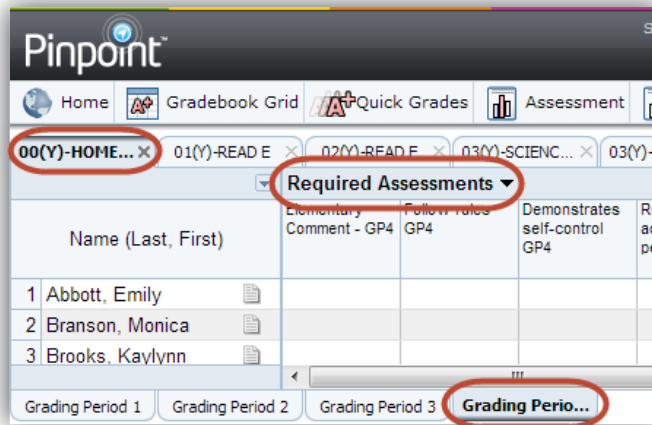 Pinpoint™
Home Gradebook Grid Quick Grades Assessment
00(Y)-HOME... 01(Y)-READ E 02(Y)-READ E 03(Y)-SCIENC... 03(Y)-
Required Assessments
Name (Last, First)
Elementary Comment - GP4
Follow rules GP4
Demonstrates self-control GP4
1 Abbott, Emily
2 Branson, Monica
3 Brooks, Kaylynn
Grading Period 1 Grading Period 2 Grading Period 3 Grading Perio...